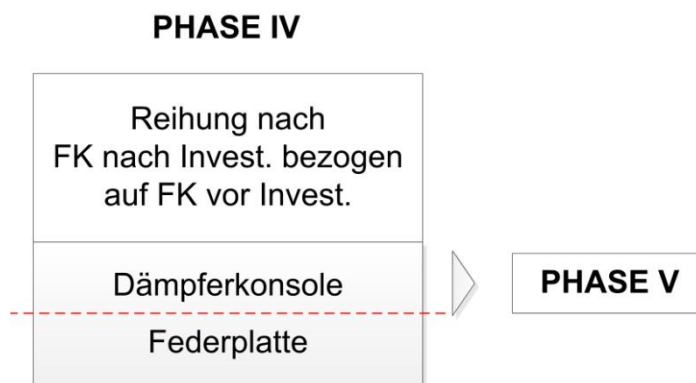 PHASE IV
Reihung nach
FK nach Invest. bezogen
auf FK vor Invest.
Dämpferkonsole
PHASE V
Federplatte